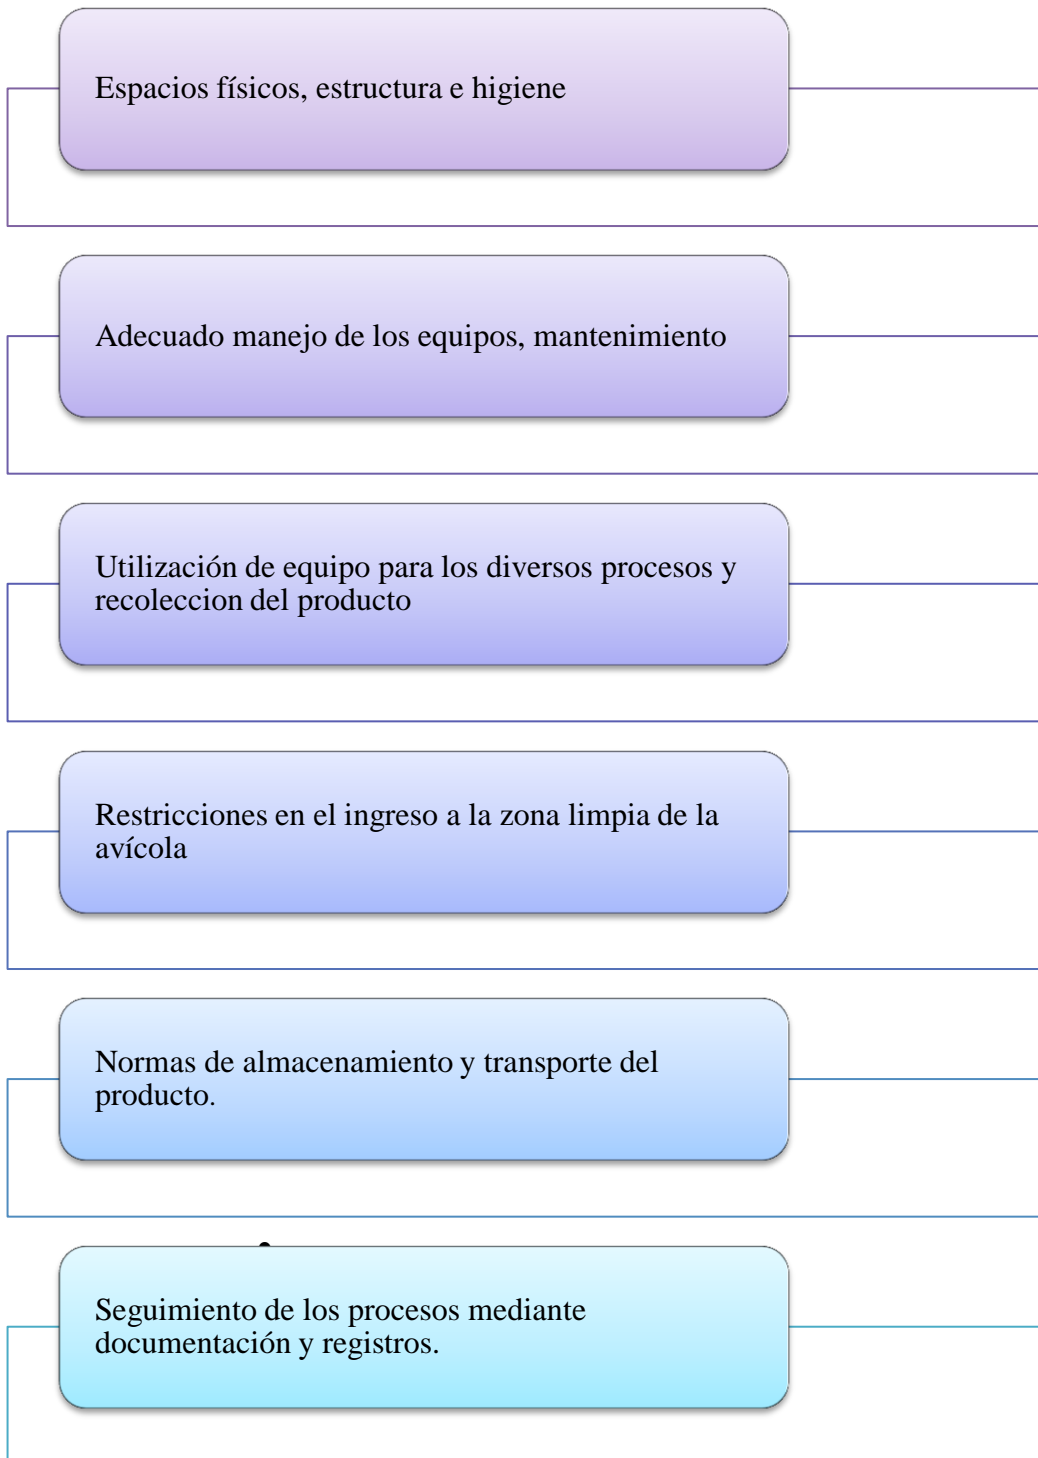 Espacios físicos, estructura e higiene
Adecuado manejo de los equipos, mantenimiento
Utilización de equipo para los diversos procesos y
recoleccion del producto
Restricciones en el ingreso a la zona limpia de la
avícola
Normas de almacenamiento y transporte del
producto.
Seguimiento de los procesos mediante
documentación y registros.